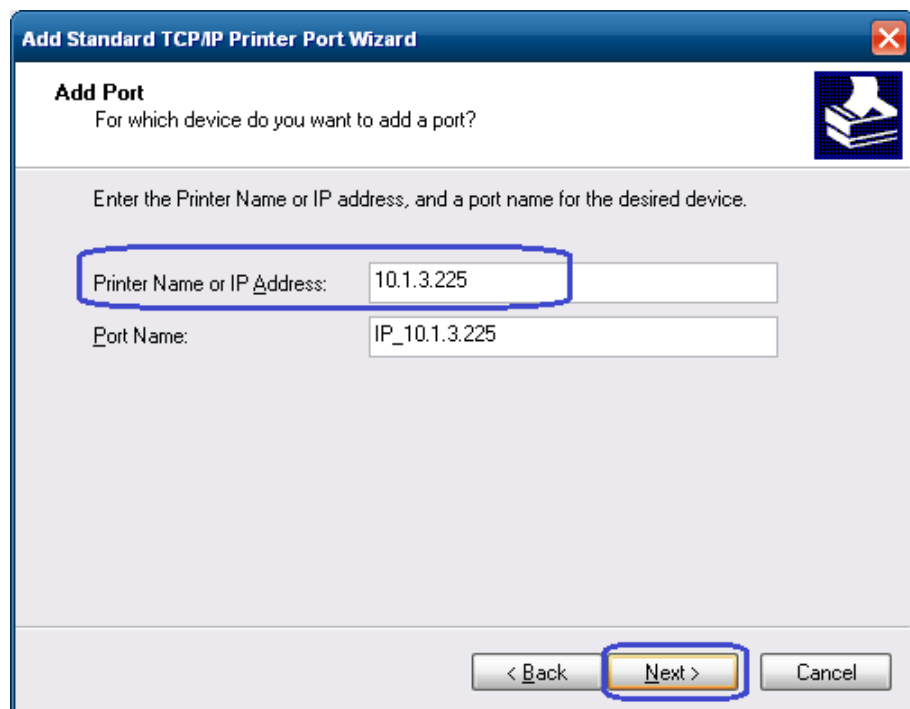 Add Standard TCP/IP Printer Port Wizard
Add Port
For which device do you want to add a port?
Enter the Printer Name or IP address, and a port name for the desired device.
Printer Name or IP Address: 10.1.3.225
Port Name: IP_10.1.3.225
< Back Next > Cancel